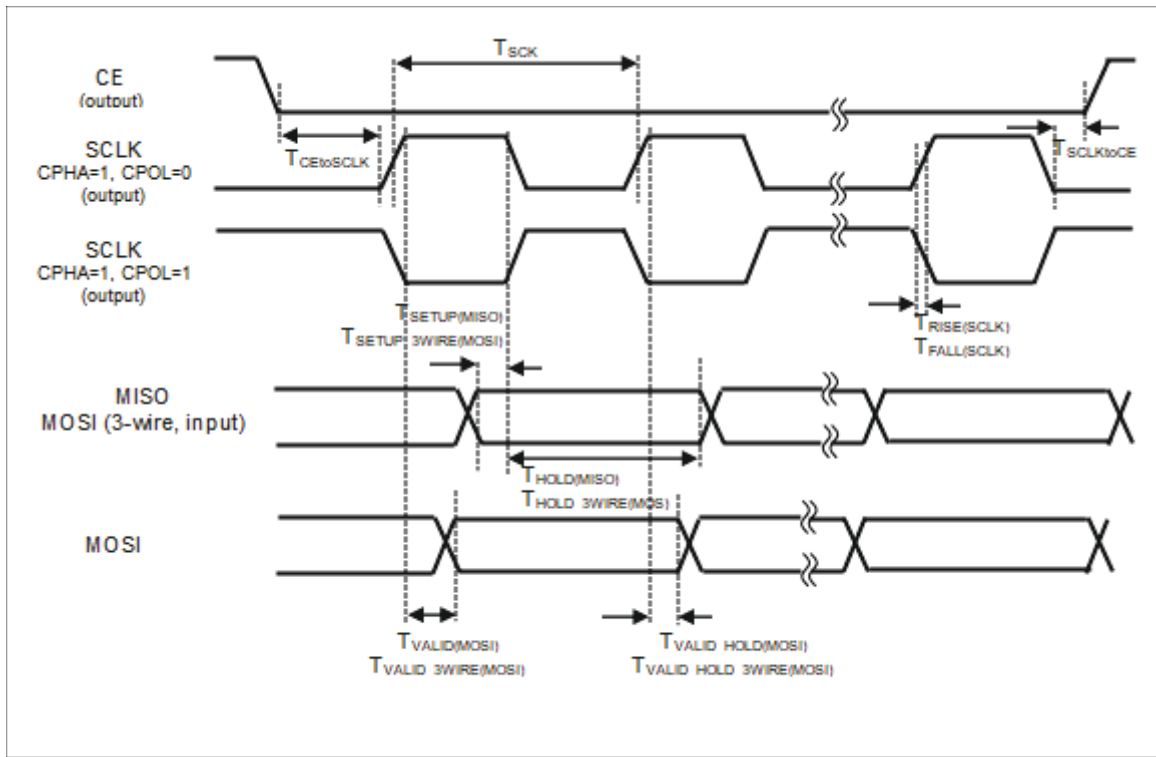 TSCK
CE
(output)
TCEtoSCLK
TSCLKtoCE
SCLK
CPHA=1, CPOL=0
(output)
SCLK
CPHA=1, CPOL=1
(output)
TSETUP(MISO)
TSETUP 3WIRE(MOSI)
TRISE(SCLK)
TFALL(SCLK)
MISO
MOSI (3-wire, input)
THOLD(MISO)
THOLD 3WIRE(MOS)
MOSI
TVALID(MOSI)
TVALID 3WIRE(MOSI)
TVALID HOLD(MOSI)
TVALID HOLD 3WIRE(MOSI)